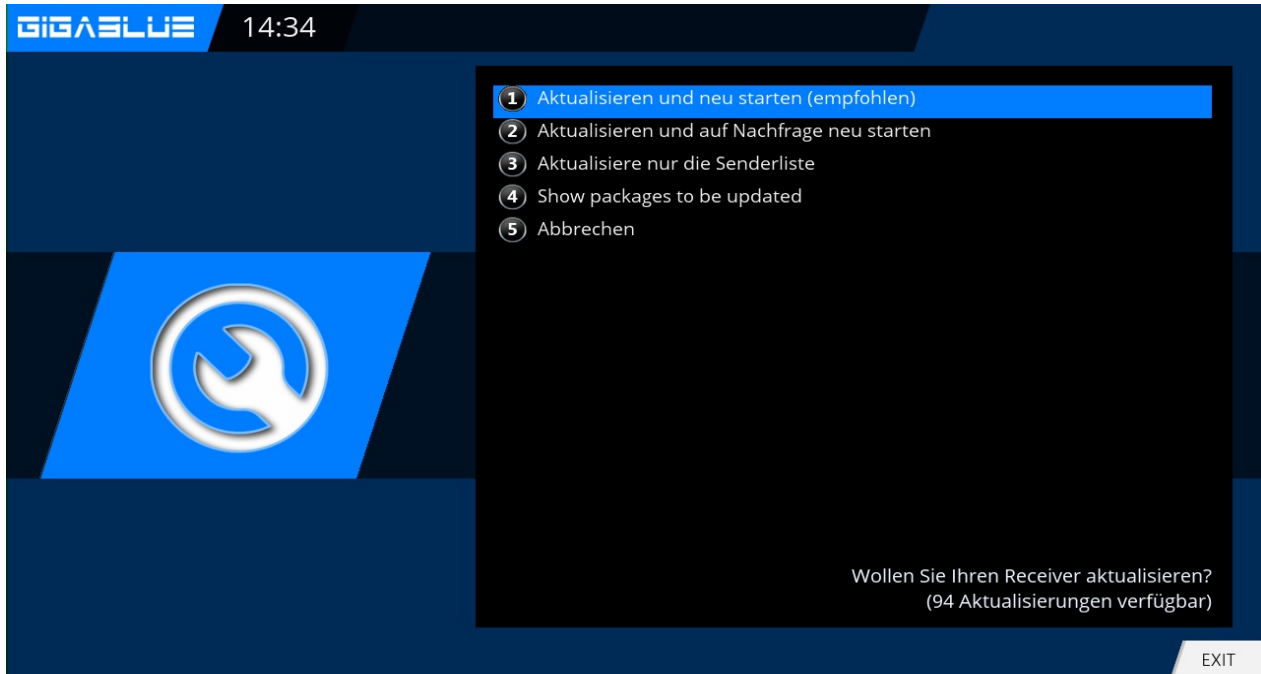 GIGABLUE 14:34
1 Aktualisieren und neu starten (empfohlen)
2 Aktualisieren und auf Nachfrage neu starten
3 Aktualisiere nur die Senderliste
4 Show packages to be updated
5 Abbrechen
Wollen Sie Ihren Receiver aktualisieren?
(94 Aktualisierungen verfügbar)
EXIT